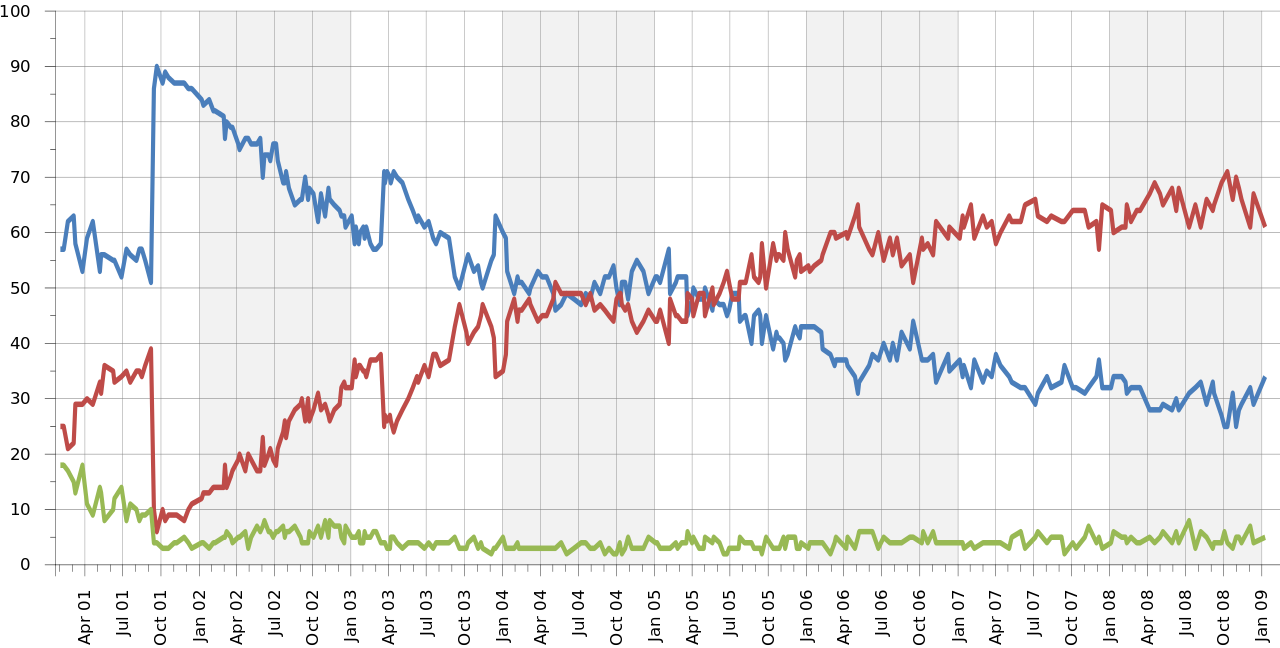 100
90
80
70
60
50
40
30
20
10
0
Apr 01
Jul 01
Oct 01
Jan 02
Apr 02
Jul 02
Oct 02
Jan 03
Apr 03
Jul 03
Oct 03
Jan 04
Apr 04
Jul 04
Oct 04
Jan 05
Apr 05
Jul 05
Oct 05
Jan 06
Apr 06
Jul 06
Oct 06
Jan 07
Apr 07
Jul 07
Oct 07
Jan 08
Apr 08
Jul 08
Oct 08
Jan 09